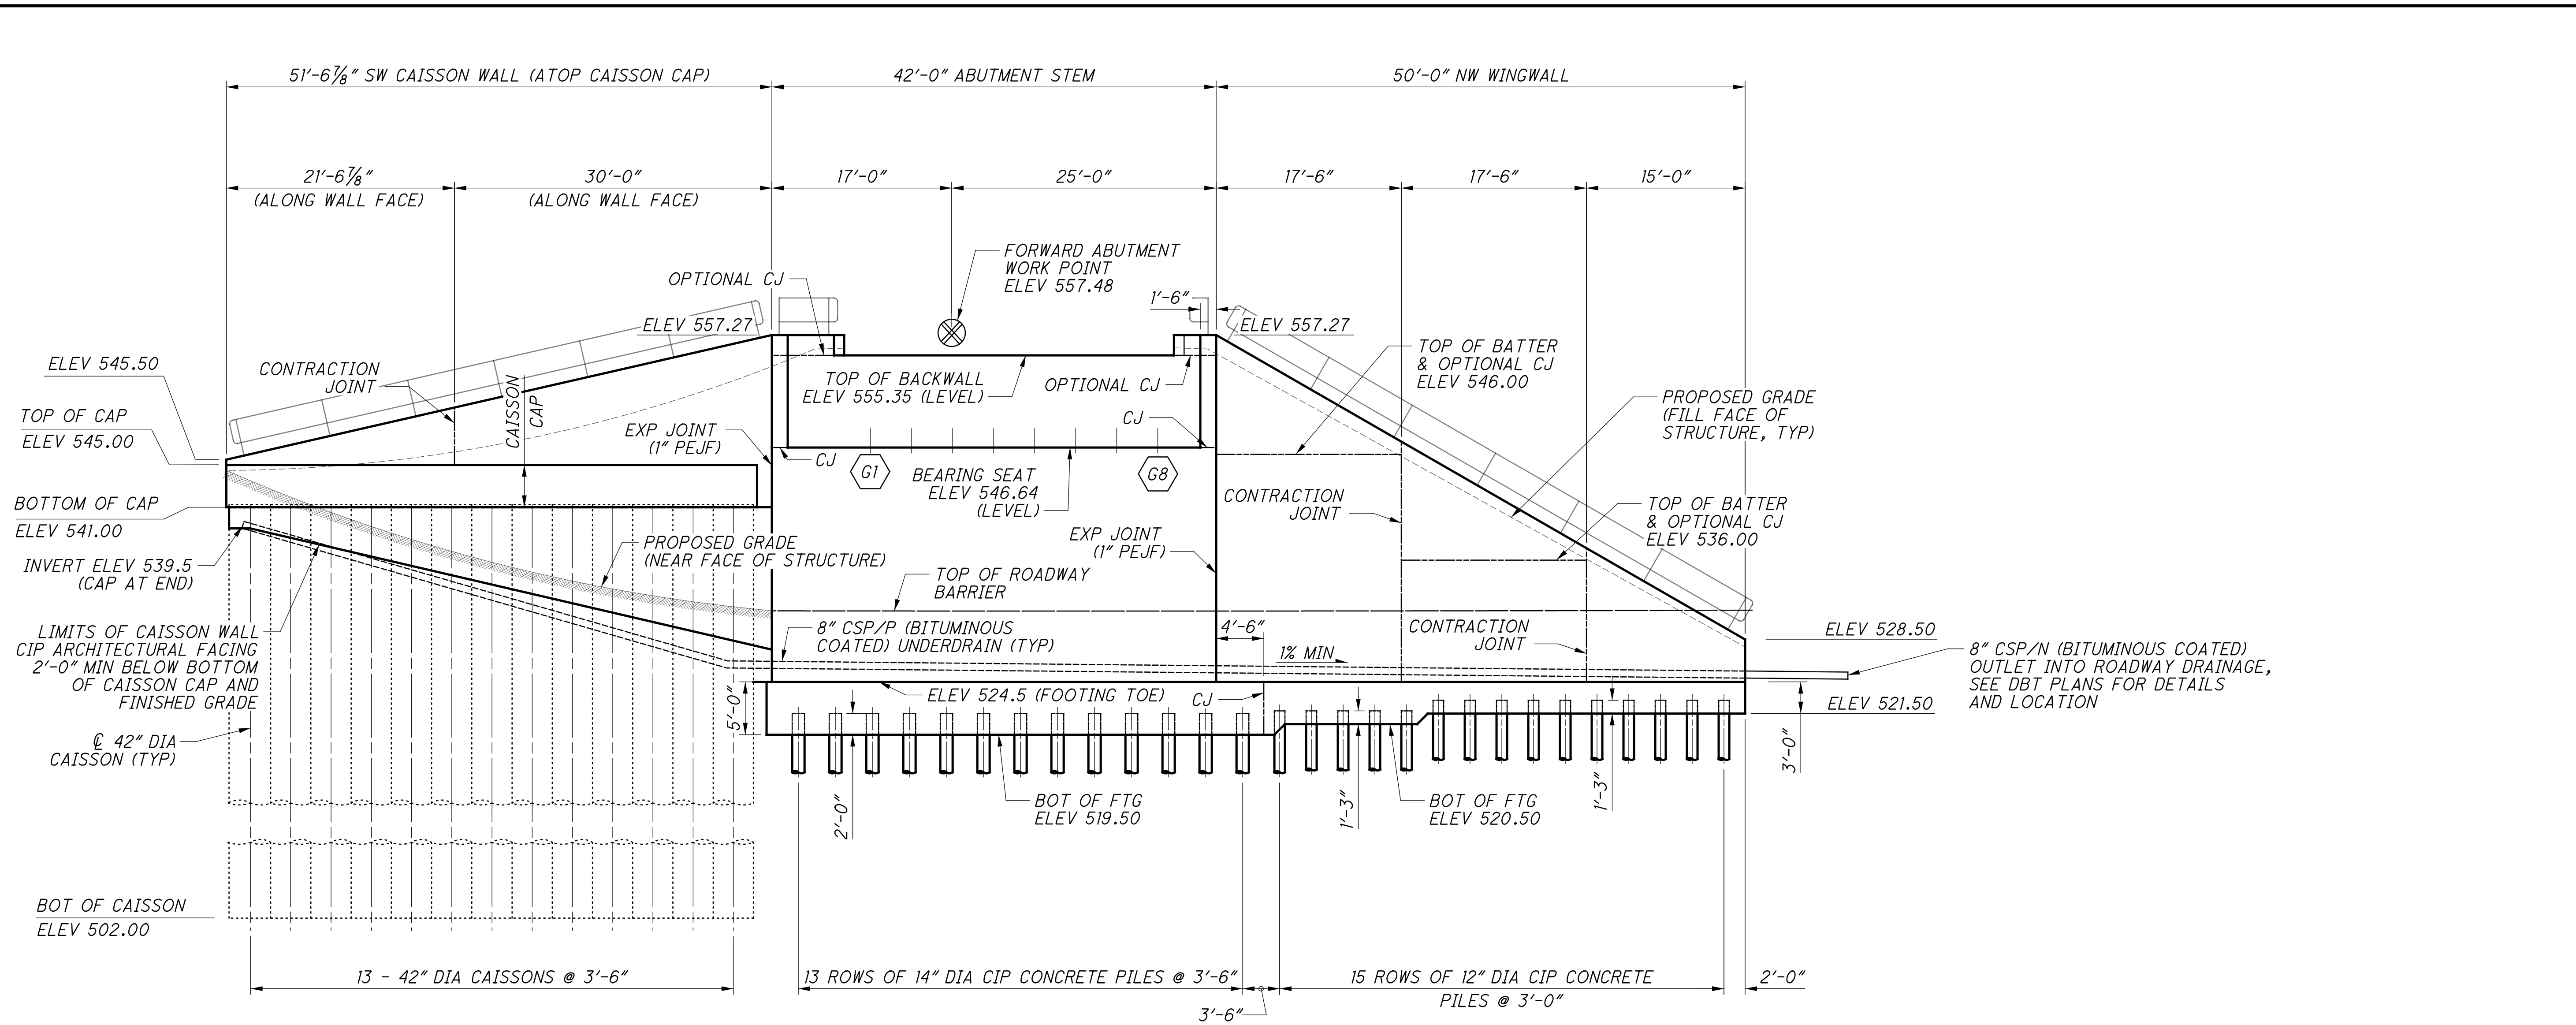 51'-6⅞" SW CAISSON WALL (ATOP CAISSON CAP)
42'-0" ABUTMENT STEM
50'-0" NW WINGWALL
21'-6⅞"
(ALONG WALL FACE)
30'-0"
(ALONG WALL FACE)
17'-0"
25'-0"
17'-6"
17'-6"
15'-0"
FORWARD ABUTMENT
WORK POINT
ELEV 557.48
OPTIONAL CJ
1'-6"
ELEV 557.27
ELEV 557.27
ELEV 545.50
CONTRACTION
JOINT
CAISSON
CAP
TOP OF CAP
ELEV 545.00
TOP OF BACKWALL
ELEV 555.35 (LEVEL)
OPTIONAL CJ
CJ
TOP OF BATTER
& OPTIONAL CJ
ELEV 546.00
PROPOSED GRADE
(FILL FACE OF
STRUCTURE, TYP)
EXP JOINT
(1" PEJF)
CJ
G1
BEARING SEAT
ELEV 546.64
(LEVEL)
G8
CONTRACTION
JOINT
TOP OF BATTER
& OPTIONAL CJ
ELEV 536.00
BOTTOM OF CAP
ELEV 541.00
INVERT ELEV 539.5
(CAP AT END)
PROPOSED GRADE
(NEAR FACE OF STRUCTURE)
EXP JOINT
(1" PEJF)
TOP OF ROADWAY
BARRIER
LIMITS OF CAISSON WALL
CIP ARCHITECTURAL FACING
2'-0" MIN BELOW BOTTOM
OF CAISSON CAP AND
FINISHED GRADE
8" CSP/P (BITUMINOUS
COATED) UNDERDRAIN (TYP)
4'-6"
1% MIN
CONTRACTION
JOINT
ELEV 528.50
8" CSP/N (BITUMINOUS COATED)
OUTLET INTO ROADWAY DRAINAGE,
SEE DBT PLANS FOR DETAILS
AND LOCATION
5'-0"
ELEV 524.5 (FOOTING TOE)
CJ
ELEV 521.50
3'-0"
℄ 42" DIA
CAISSON (TYP)
2'-0"
BOT OF FTG
ELEV 519.50
1'-3"
BOT OF FTG
ELEV 520.50
1'-3"
BOT OF CAISSON
ELEV 502.00
13 - 42" DIA CAISSONS @ 3'-6"
13 ROWS OF 14" DIA CIP CONCRETE PILES @ 3'-6"
3'-6"
15 ROWS OF 12" DIA CIP CONCRETE
PILES @ 3'-0"
2'-0"